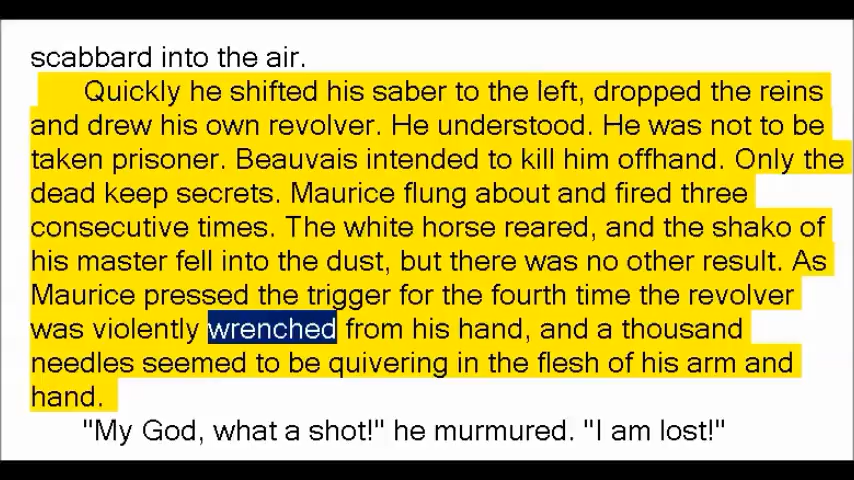 scabbard into the air.
Quickly he shifted his saber to the left, dropped the reins
and drew his own revolver. He understood. He was not to be
taken prisoner. Beauvais intended to kill him offhand. Only the
dead keep secrets. Maurice flung about and fired three
consecutive times. The white horse reared, and the shako of
his master fell into the dust, but there was no other result. As
Maurice pressed the trigger for the fourth time the revolver
was violently wrenched from his hand, and a thousand
needles seemed to be quivering in the flesh of his arm and
hand.
"My God, what a shot!" he murmured. "I am lost!"